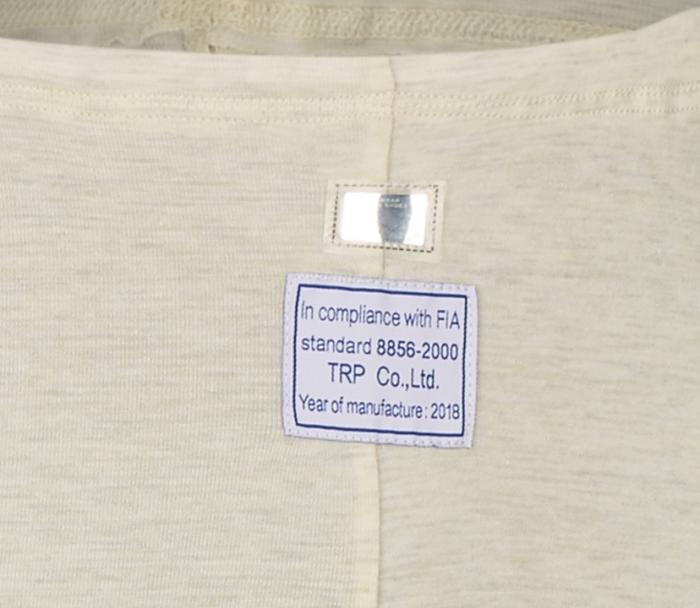 In compliance with FIA
standard 8856-2000
TRP Co.,Ltd.
Year of manufacture : 2018